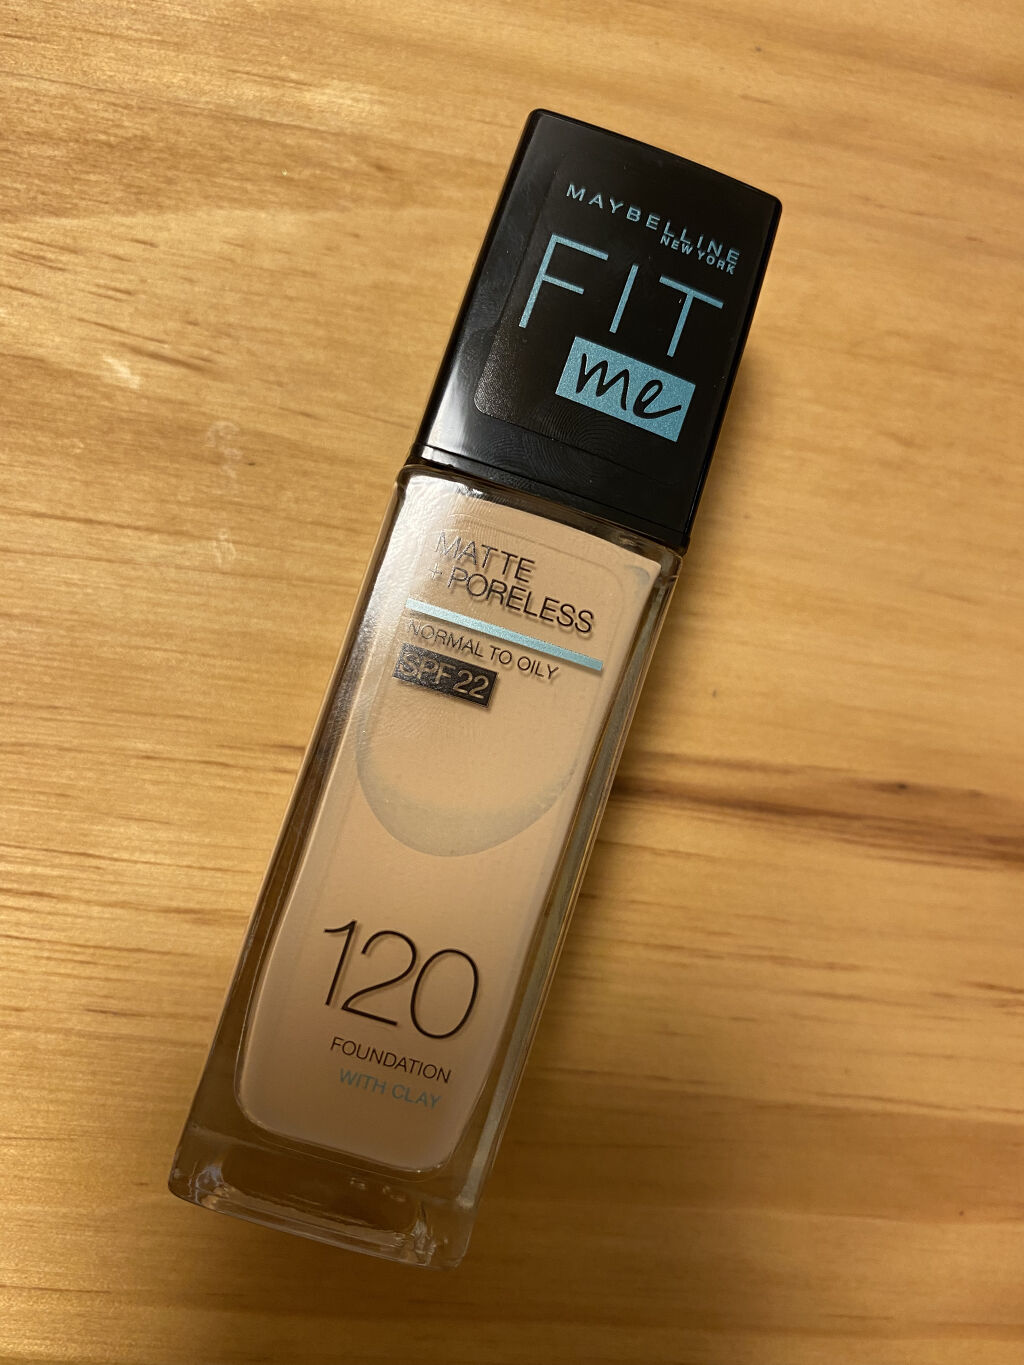 MAYBELLINE
NEW YORK
FIT
me
MATTE
+ PORELESS
NORMAL TO OILY
SPF 22
120
FOUNDATION
WITH CLAY